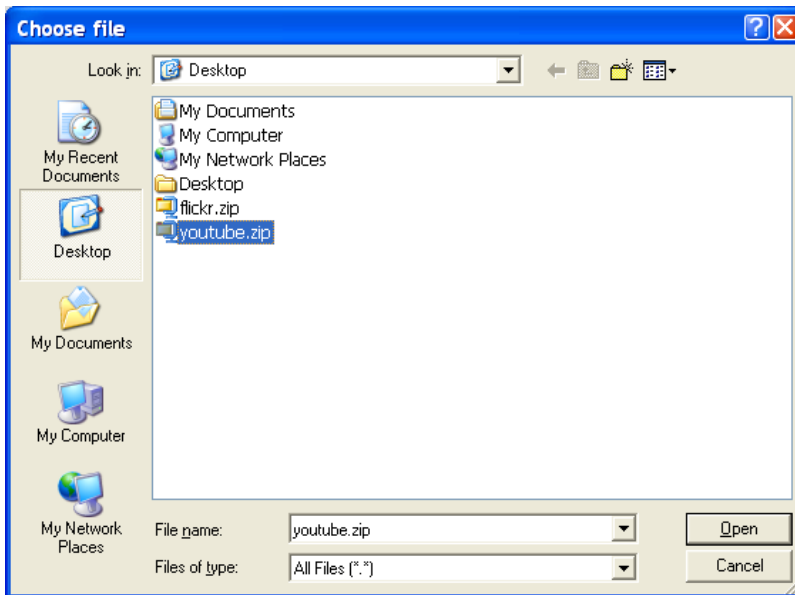 Choose file
Look in:
Desktop
My Recent
Documents
Desktop
My Documents
My Computer
My Network
Places
My Documents
My Computer
My Network Places
Desktop
flickr.zip
youtube.zip
File name:
youtube.zip
Open
Files of type:
All Files (*.*)
Cancel